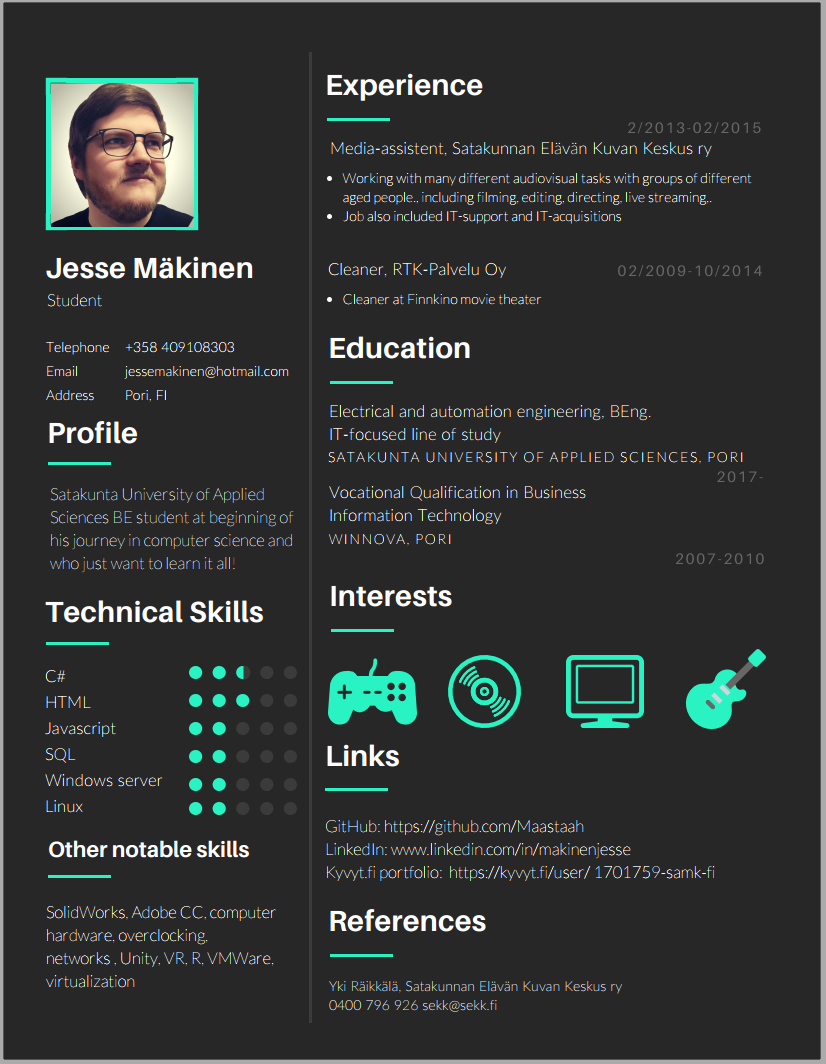 Jesse Mäkinen
Student
Telephone +358 409108303
Email jessemakinen@hotmail.com
Address Pori, FI
Profile
Satakunta University of Applied
Sciences BE student at beginning of
his journey in computer science and
who just want to learn it all!
Technical Skills
C#
HTML
Javascript
SQL
Windows server
Linux
Other notable skills
SolidWorks, Adobe CC, computer
hardware, overclocking,
networks , Unity, VR, R, VMWare,
virtualization
Experience
2/2013-02/2015
Media-assistent, Satakunnan Elävän Kuvan Keskus ry
• Working with many different audiovisual tasks with groups of different
aged people.. including filming, editing, directing, live streaming..
• Job also included IT-support and IT-acquisitions
Cleaner, RTK-Palvelu Oy 02/2009-10/2014
• Cleaner at Finnkino movie theater
Education
Electrical and automation engineering, BEng.
IT-focused line of study
SATAKUNTA UNIVERSITY OF APPLIED SCIENCES, PORI
2017-
Vocational Qualification in Business
Information Technology
WINNOVA, PORI
2007-2010
Interests
Links
GitHub: https://github.com/Maastaah
LinkedIn: www.linkedin.com/in/makinenjesse
Kyvyt.fi portfolio: https://kyvyt.fi/user/ 1701759-samk-fi
References
Yki Räikkälä, Satakunnan Elävän Kuvan Keskus ry
0400 796 926 sekk@sekk.fi